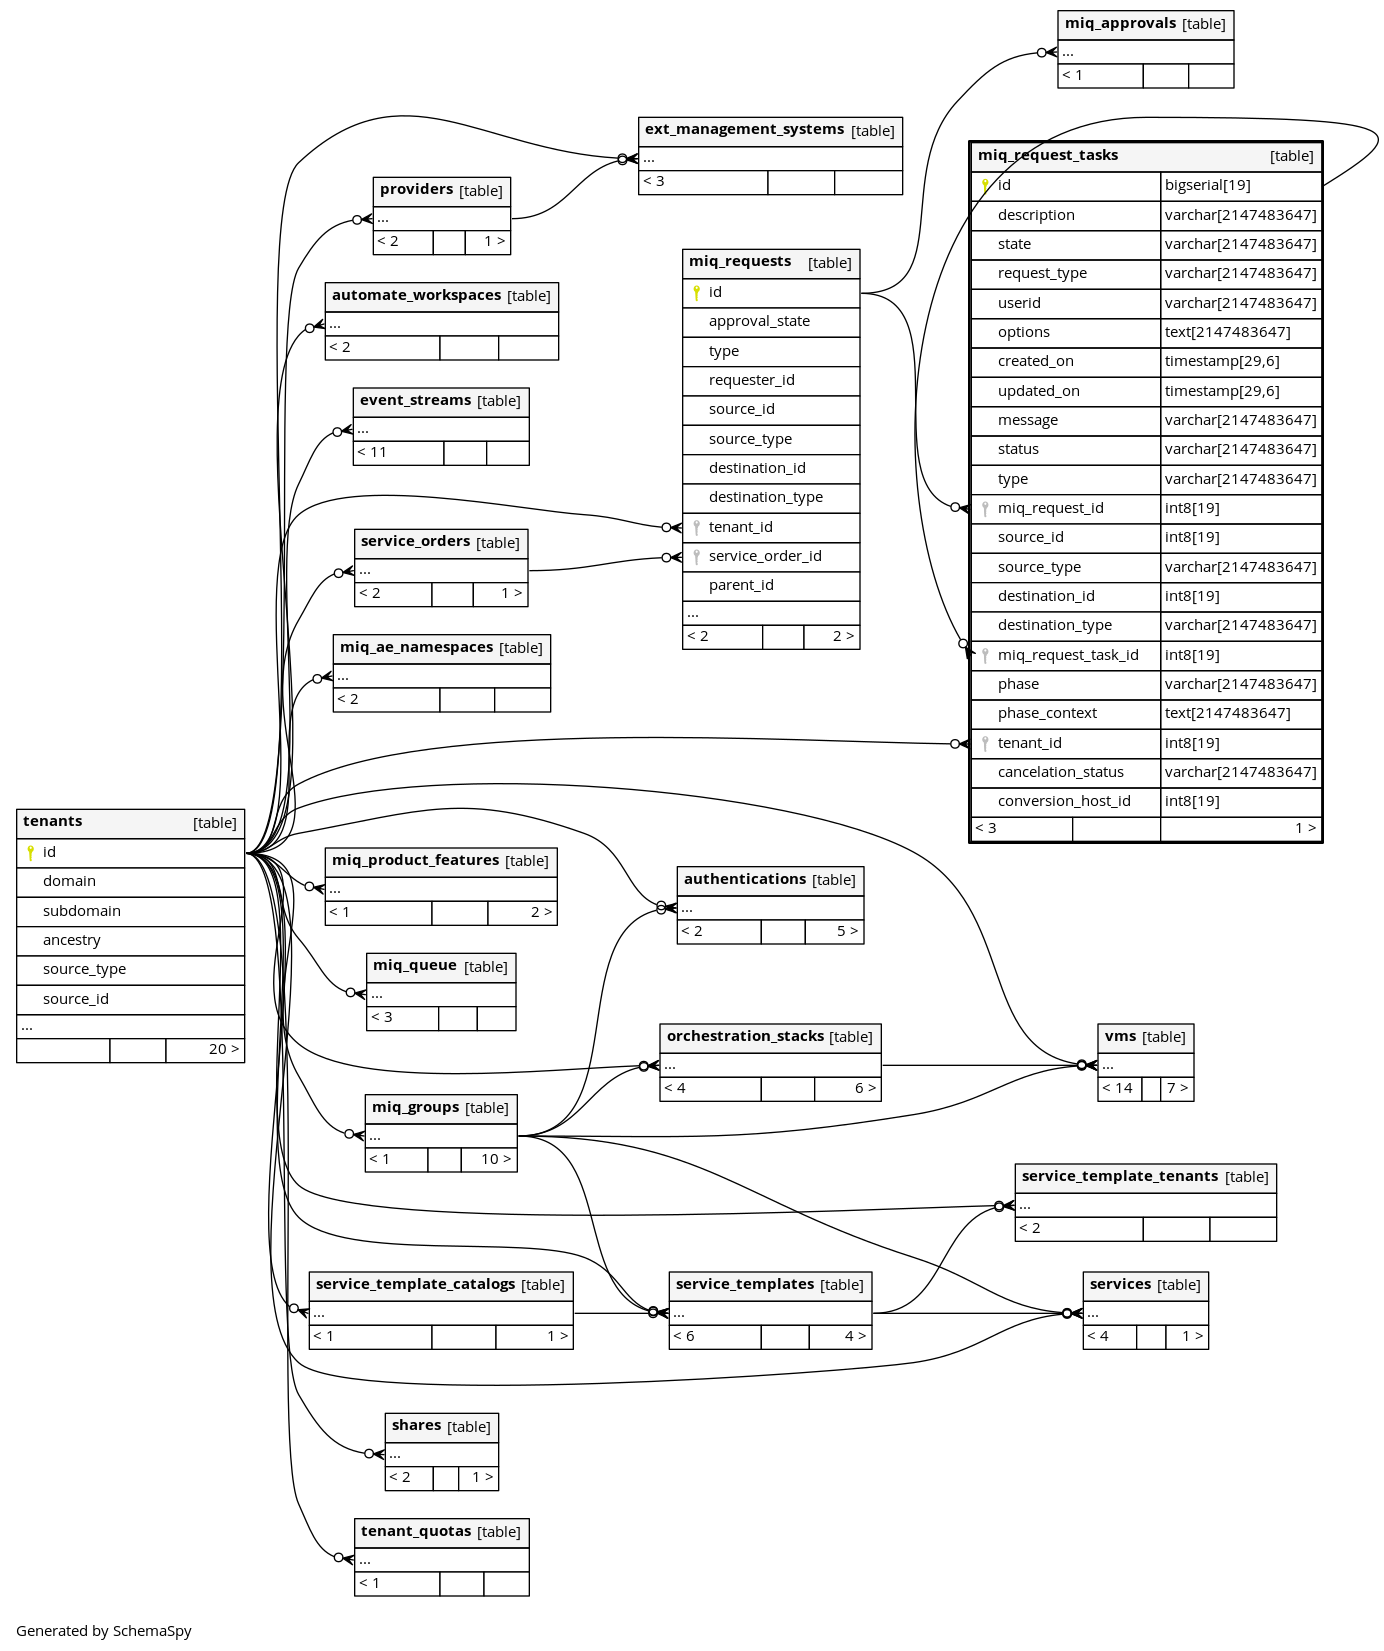 miq_approvals [table]
...
< 1
ext_management_systems [table]
...
< 3
miq_request_tasks [table]
id bigserial[19]
description varchar[2147483647]
state varchar[2147483647]
request_type varchar[2147483647]
userid varchar[2147483647]
options text[2147483647]
created_on timestamp[29,6]
updated_on timestamp[29,6]
message varchar[2147483647]
status varchar[2147483647]
type varchar[2147483647]
miq_request_id int8[19]
source_id int8[19]
source_type varchar[2147483647]
destination_id int8[19]
destination_type varchar[2147483647]
miq_request_task_id int8[19]
phase varchar[2147483647]
phase_context text[2147483647]
tenant_id int8[19]
cancelation_status varchar[2147483647]
conversion_host_id int8[19]
< 3 1 >
providers [table]
...
< 2 1 >
miq_requests [table]
id
approval_state
type
requester_id
source_id
source_type
destination_id
destination_type
tenant_id
service_order_id
parent_id
...
< 2 2 >
automate_workspaces [table]
...
< 2
event_streams [table]
...
< 11
service_orders [table]
...
< 2 1 >
miq_ae_namespaces [table]
...
< 2
tenants [table]
id
domain
subdomain
ancestry
source_type
source_id
...
20 >
miq_product_features [table]
...
< 1 2 >
authentications [table]
...
< 2 5 >
miq_queue [table]
...
< 3
orchestration_stacks [table]
...
< 4 6 >
vms [table]
...
< 14 7 >
miq_groups [table]
...
< 1 10 >
service_template_tenants [table]
...
< 2
service_template_catalogs [table]
...
< 1 1 >
service_templates [table]
...
< 6 4 >
services [table]
...
< 4 1 >
shares [table]
...
< 2 1 >
tenant_quotas [table]
...
< 1
Generated by SchemaSpy